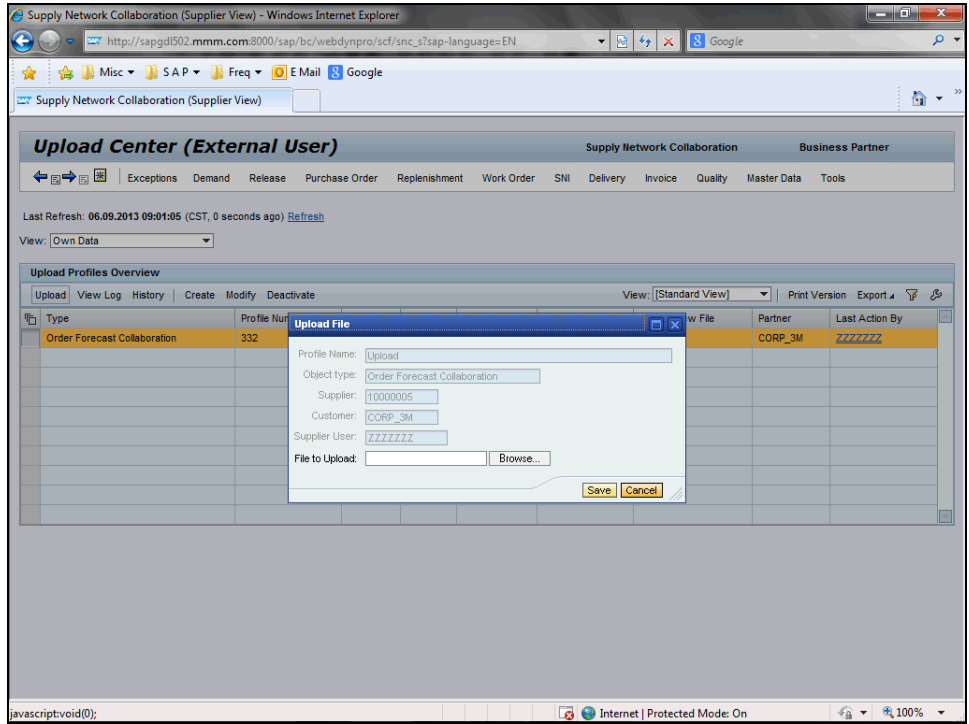 Supply Network Collaboration (Supplier View) - Windows Internet Explorer
http://sapgdl502.mmm.com:8000/sap/bc/webdynpro/scf/snc_s?sap-language=EN
Google
Misc SAP Freq E Mail Google
Supply Network Collaboration (Supplier View)
Upload Center (External User) Supply Network Collaboration Business Partner
Exceptions Demand Release Purchase Order Replenishment Work Order SNI Delivery Invoice Quality Master Data Tools
Last Refresh: 06.09.2013 09:01:05 (CST, 0 seconds ago) Refresh
View: Own Data
Upload Profiles Overview
Upload View Log History | Create Modify Deactivate View: [Standard View] | Print Version Export
Type Profile Nur w File Partner Last Action By
Order Forecast Collaboration 332 CORP_3M ZZZZZZZ
Upload File
Profile Name: Upload
Object type: Order Forecast Collaboration
Supplier: 10000005
Customer: CORP_3M
Supplier User: ZZZZZZZ
File to Upload: Browse...
Save Cancel
javascript:void(0); Internet | Protected Mode: On 100%